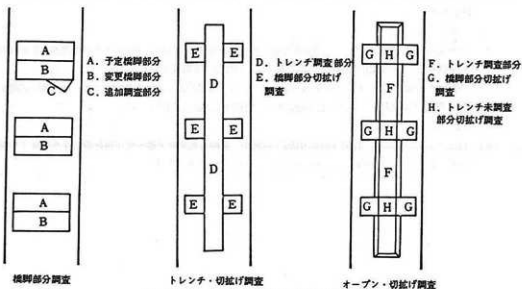 A
B
C
A
B
A
B
A. 予定橋脚部分
B. 変更橋脚部分
C. 追加調査部分
橋脚部分調査
E E
D
E E
D
E E
D. トレンチ調査部分
E. 橋脚部分切拡げ
調査
トレンチ・切拡げ調査
G H G
F
G H G
F
G H G
F. トレンチ調査部分
G. 橋脚部分切拡げ
調査
H. トレンチ未調査
部分切拡げ調査
オープン・切拡げ調査